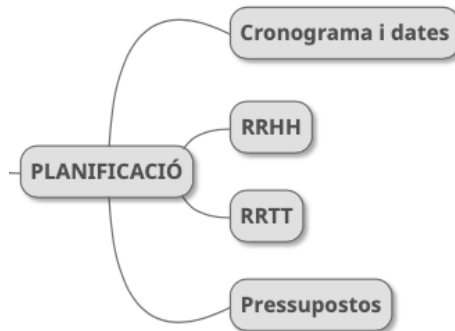 Cronograma i dates
RRHH
PLANIFICACIÓ
RRTT
Pressupostos